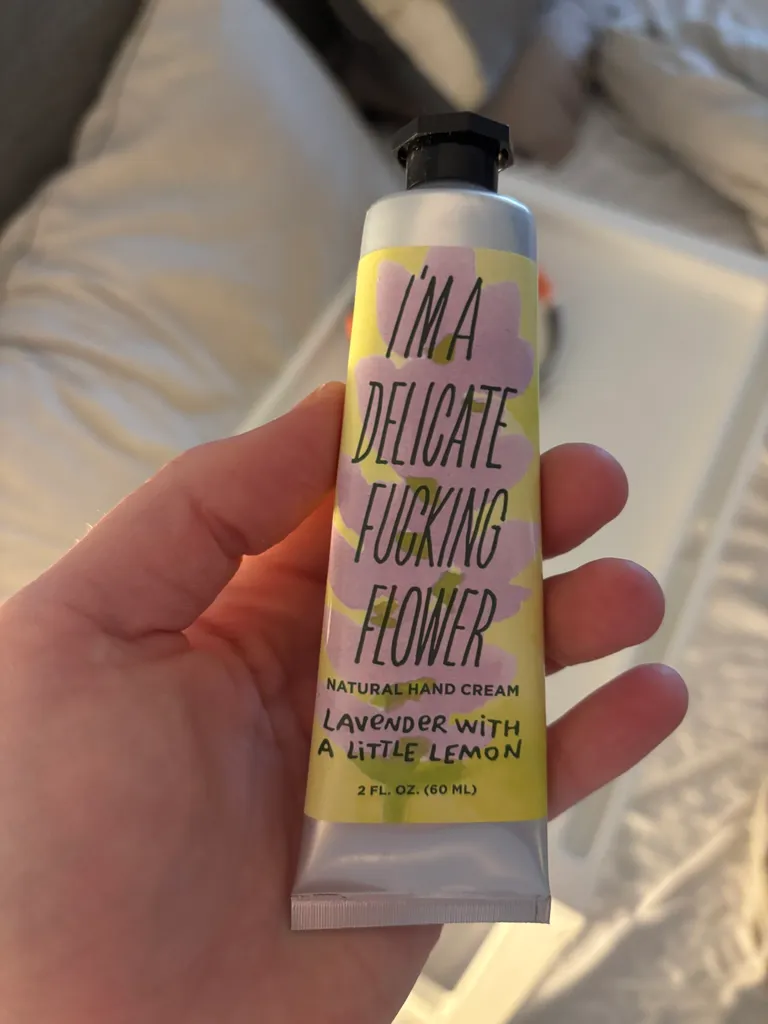 I'M A
DELICATE
FUCKING
FLOWER
NATURAL HAND CREAM
LAVENDER WITH
A LITTLE LEMON
2 FL. OZ. (60 ML)